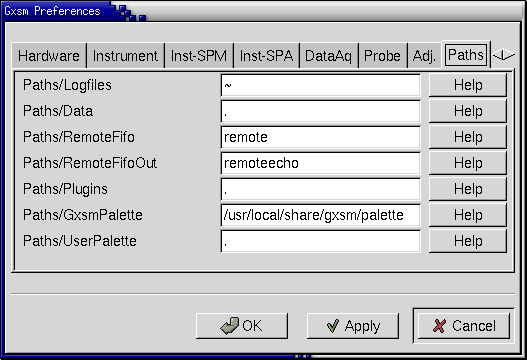 Gxsm Preferences
Hardware Instrument Inst-SPM Inst-SPA DataAq Probe Adj. Paths
Paths/Logfiles ~ Help
Paths/Data . Help
Paths/RemoteFifo remote Help
Paths/RemoteFifoOut remoteecho Help
Paths/Plugins . Help
Paths/GxsmPalette /usr/local/share/gxsm/palette Help
Paths/UserPalette . Help
OK Apply Cancel